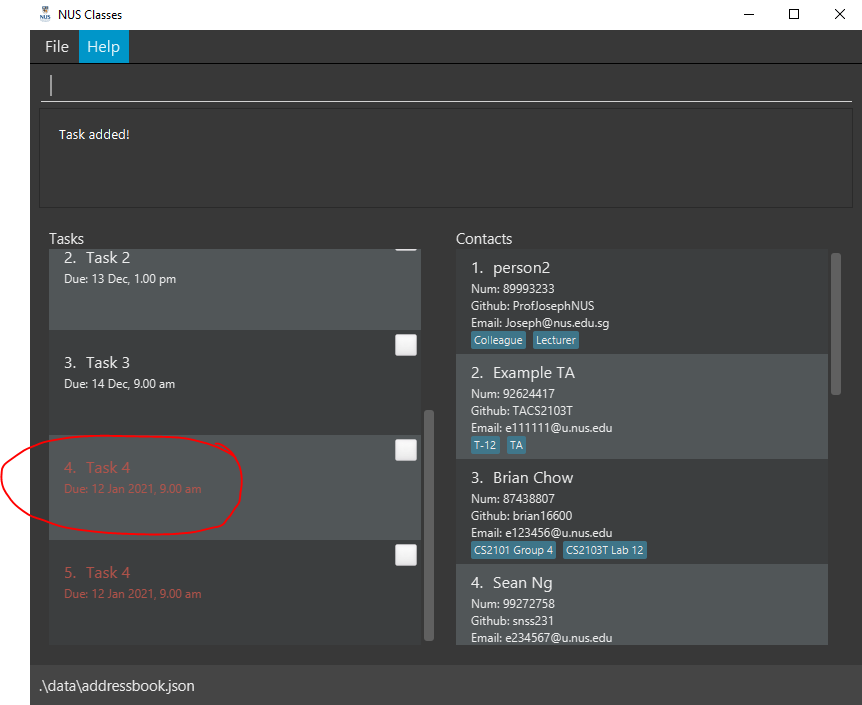 NUS Classes
File Help
Task added!
Tasks
2. Task 2
Due: 13 Dec, 1.00 pm
3. Task 3
Due: 14 Dec, 9.00 am
4. Task 4
Due: 12 Jan 2021, 9.00 am
5. Task 4
Due: 12 Jan 2021, 9.00 am
Contacts
1. person2
Num: 89993233
Github: ProfJosephNUS
Email: Joseph@nus.edu.sg
Colleague Lecturer
2. Example TA
Num: 92624417
Github: TACS2103T
Email: e111111@u.nus.edu
T-12 TA
3. Brian Chow
Num: 87438807
Github: brian16600
Email: e123456@u.nus.edu
CS2101 Group 4 CS2103T Lab 12
4. Sean Ng
Num: 99272758
Github: snss231
Email: e234567@u.nus.edu
.\data\addressbook.json